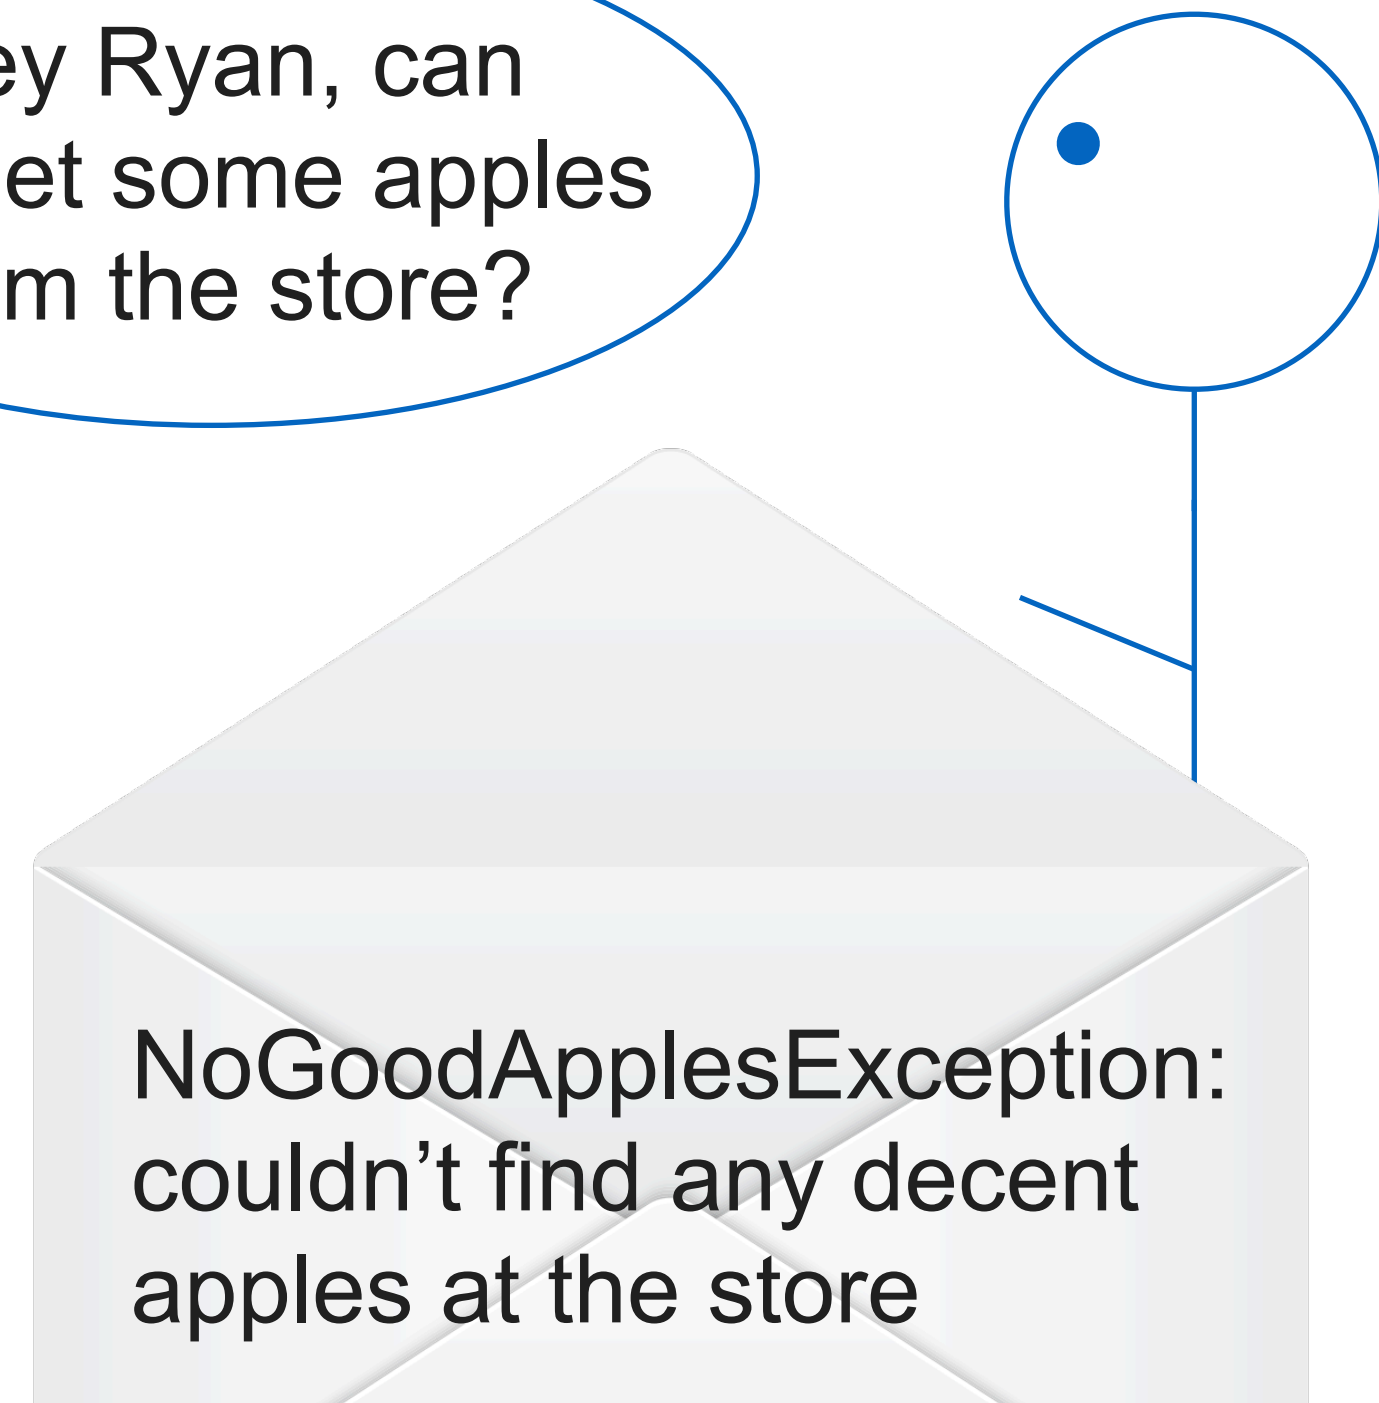 ey Ryan, can
et some apples
m the store?
NoGoodApplesException:
couldn’t find any decent
apples at the store